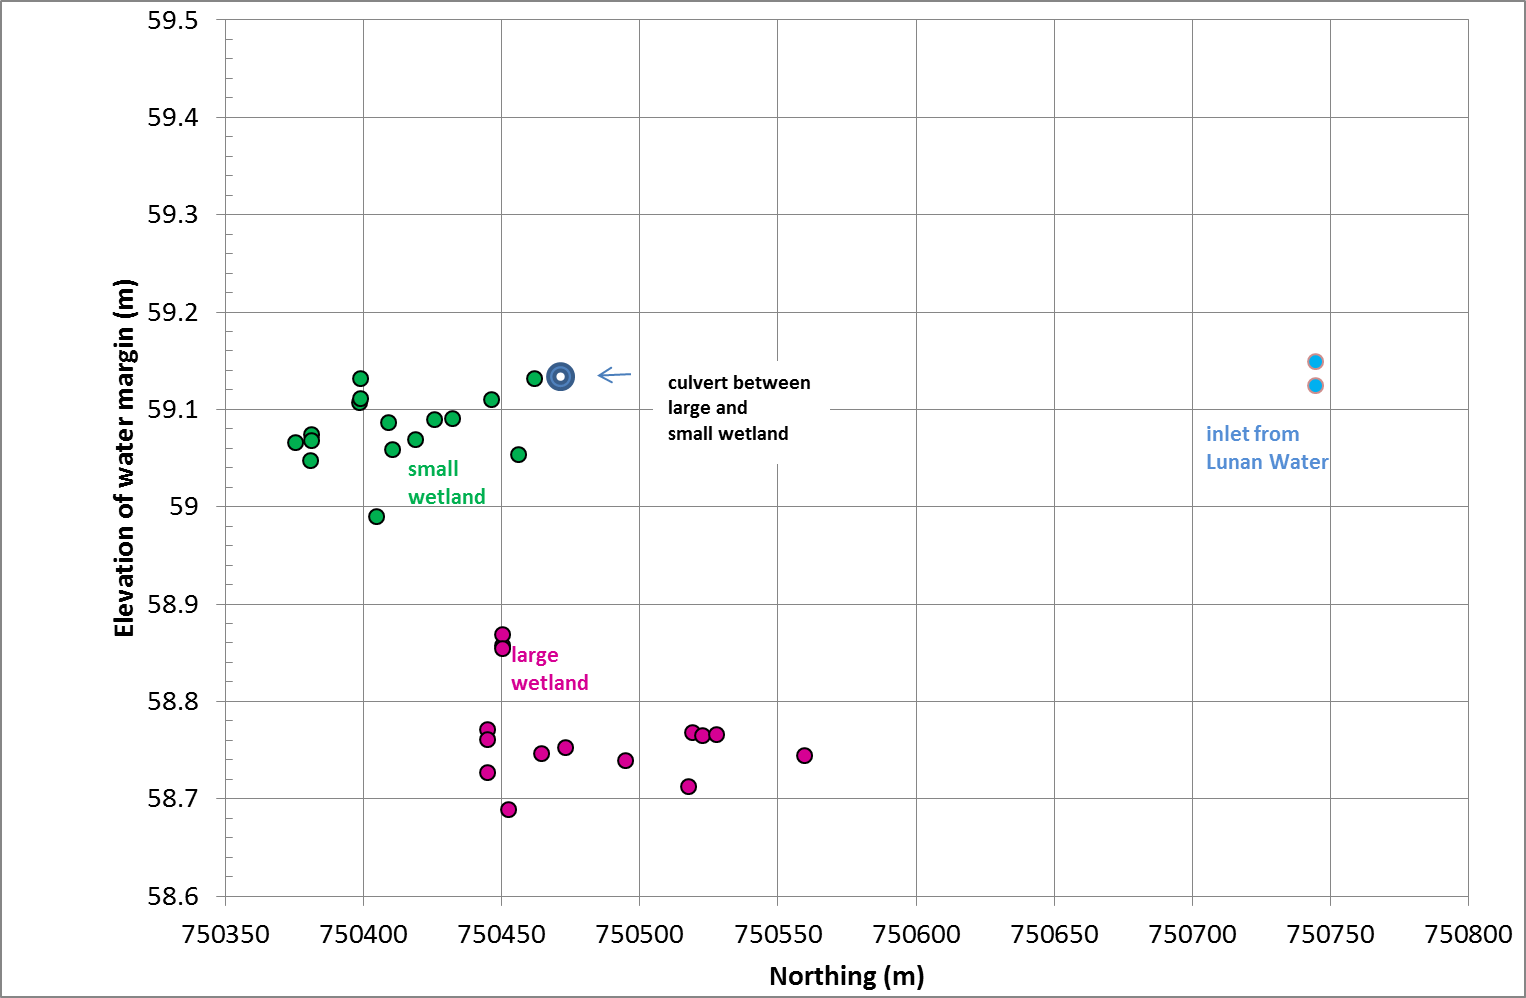 59.5
59.4
59.3
59.2
59.1
59
58.9
58.8
58.7
58.6
Elevation of water margin (m)
culvert between
large and
small wetland
inlet from
Lunan Water
small
wetland
large
wetland
750350 750400 750450 750500 750550 750600 750650 750700 750750 750800
Northing (m)